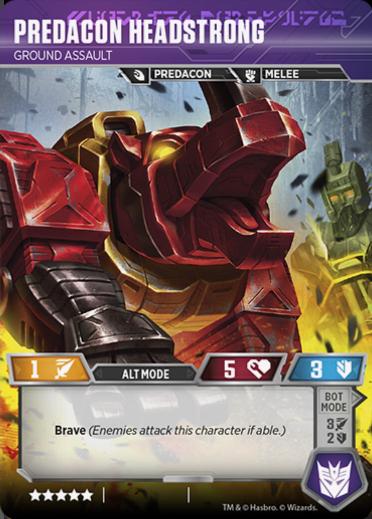 PREDACON HEADSTRONG
GROUND ASSAULT
PREDACON MELEE
1 ALT MODE 5 3
BOT
MODE
3
2
Brave (Enemies attack this character if able.)
TM & © Hasbro. © Wizards.